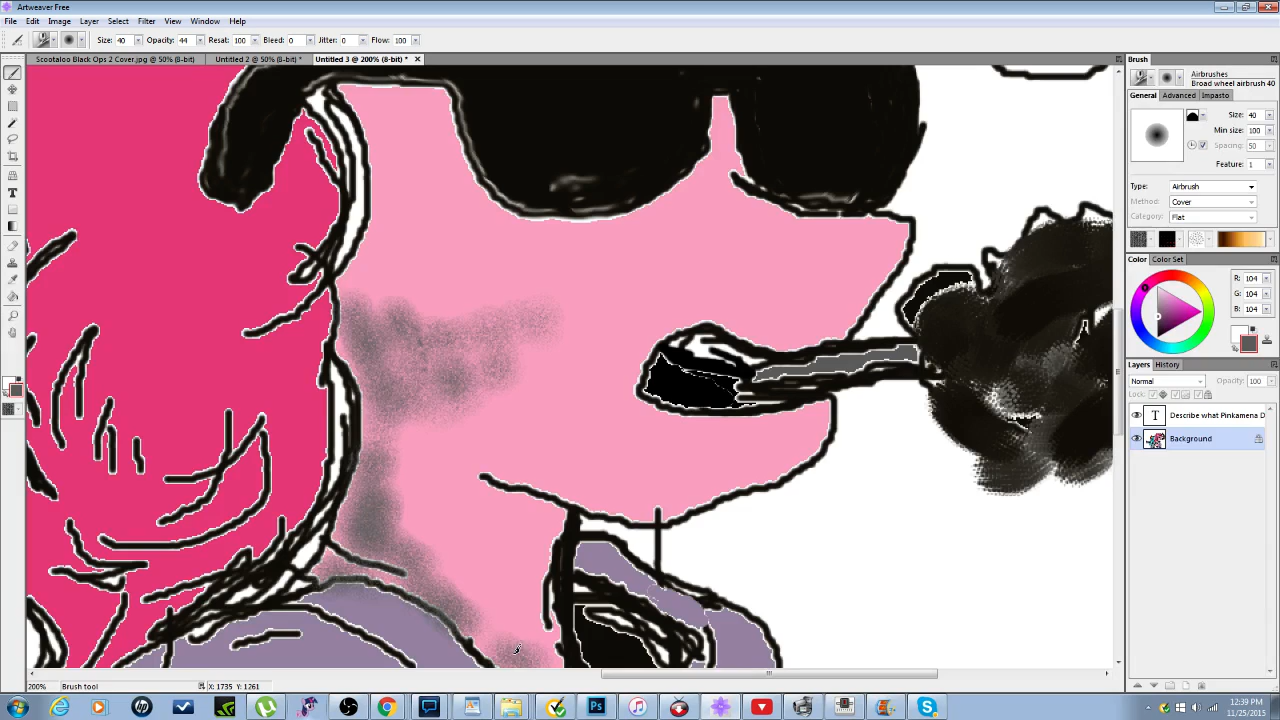 Artweaver Free
File Edit Image Layer Select Filter View Window Help
Size: 40 Opacity: 44 Resat: 100 Bleed: 0 Jitter: 0 Flow: 100
Scootaloo Black Ops 2 Cover.jpg @ 50% (8-bit) Untitled 2 @ 50% (8-bit) * Untitled 3 @ 200% (8-bit) *
Brush
Airbrushes
Broad wheel airbrush 40
General Advanced Impasto
Size: 40
Min size: 100
Spacing: 50
Feature: 1
Type: Airbrush
Method: Cover
Category: Flat
Color Color Set
R: 104
G: 104
B: 104
Layers History
Normal Opacity: 100
Lock:
T Describe what Pinkamena D
Background
200% Brush tool X: 1735 Y: 1261
12:39 PM
11/25/2015